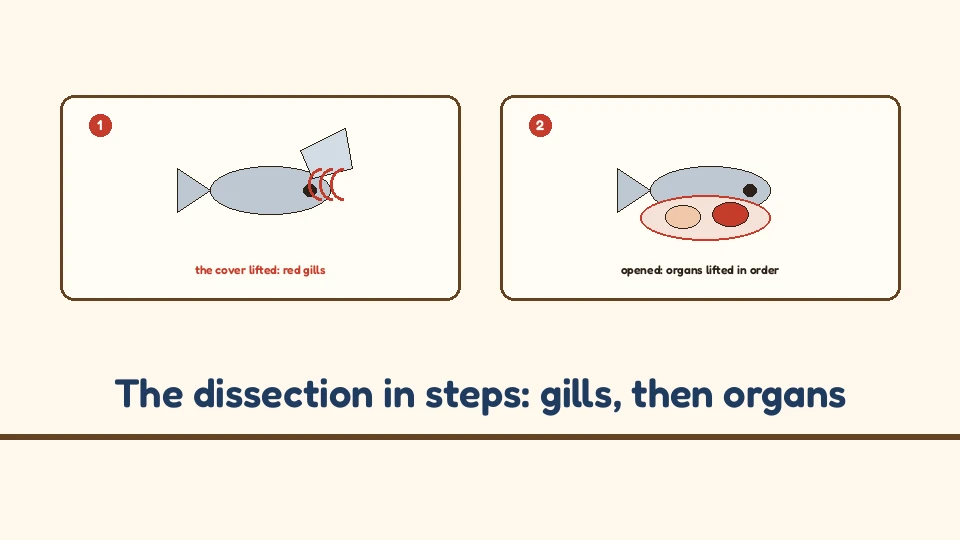 1
2
the cover lifted: red gills
opened: organs lifted in order
The dissection in steps: gills, then organs